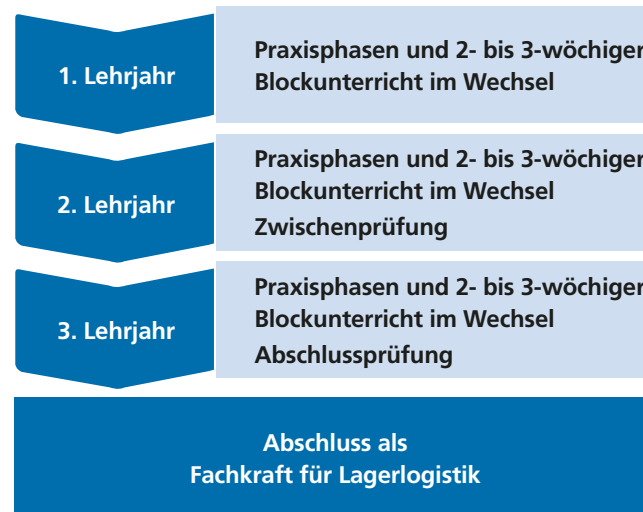 1. Lehrjahr
Praxisphasen und 2- bis 3-wöchiger
Blockunterricht im Wechsel
2. Lehrjahr
Praxisphasen und 2- bis 3-wöchiger
Blockunterricht im Wechsel
Zwischenprüfung
3. Lehrjahr
Praxisphasen und 2- bis 3-wöchiger
Blockunterricht im Wechsel
Abschlussprüfung
Abschluss als
Fachkraft für Lagerlogistik